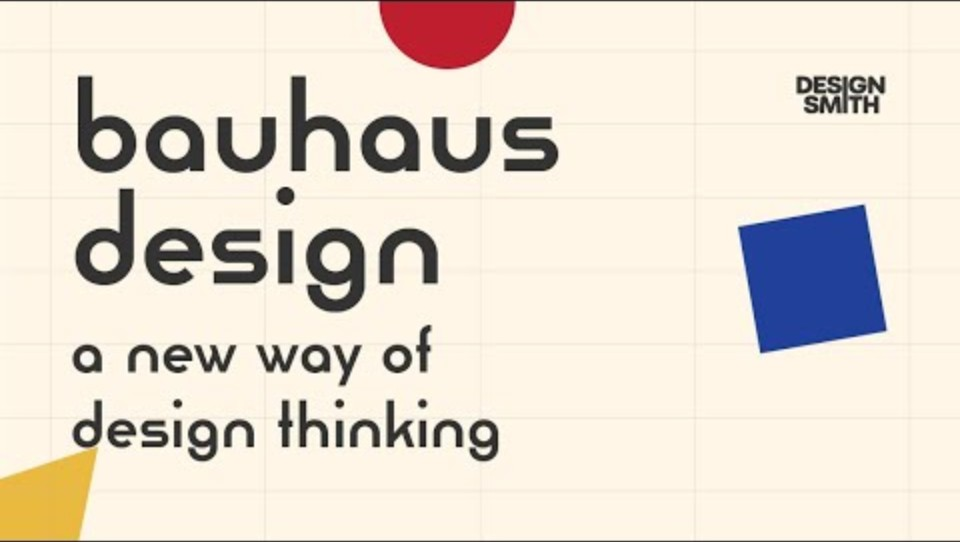 bauhaus
design
a new way of
design thinking
DESIGN
SMITH